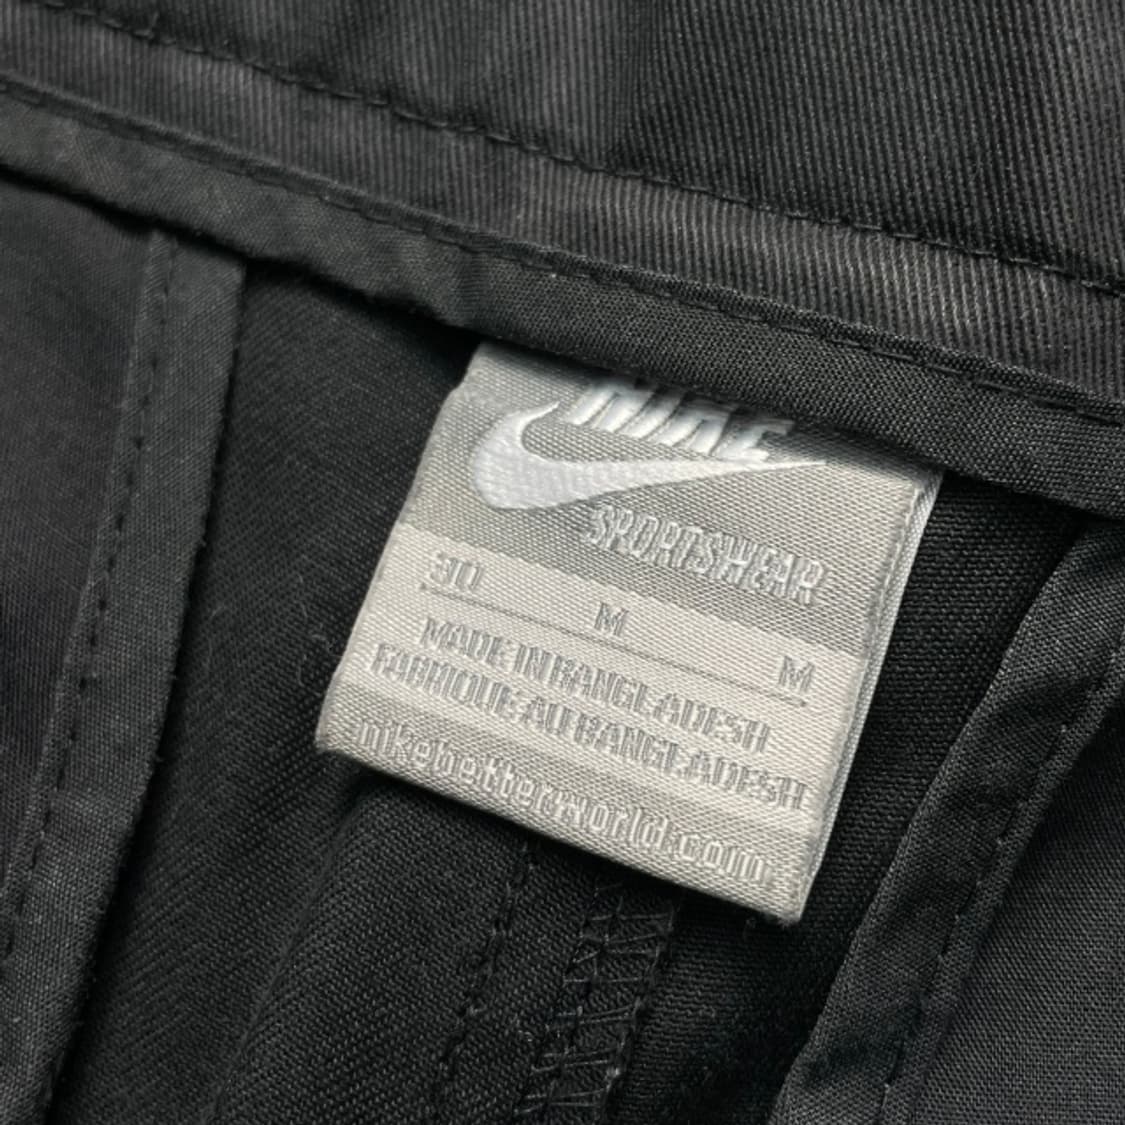 NIKE
SPORTSWEAR
30 M M
MADE IN BANGLADESH
FABRIQUE AU BANGLADESH
nikebetterworld.com